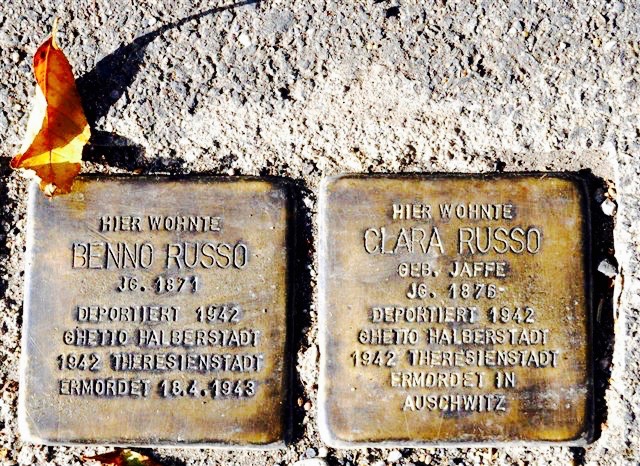 HIER WOHNTE
BENNO RUSSO
JG. 1871
DEPORTIERT 1942
GHETTO HALBERSTADT
1942 THERESIENSTADT
ERMORDET 18.4.1943
HIER WOHNTE
CLARA RUSSO
GEB. JAFFE
JG. 1876
DEPORTIERT 1942
GHETTO HALBERSTADT
1942 THERESIENSTADT
ERMORDET IN
AUSCHWITZ